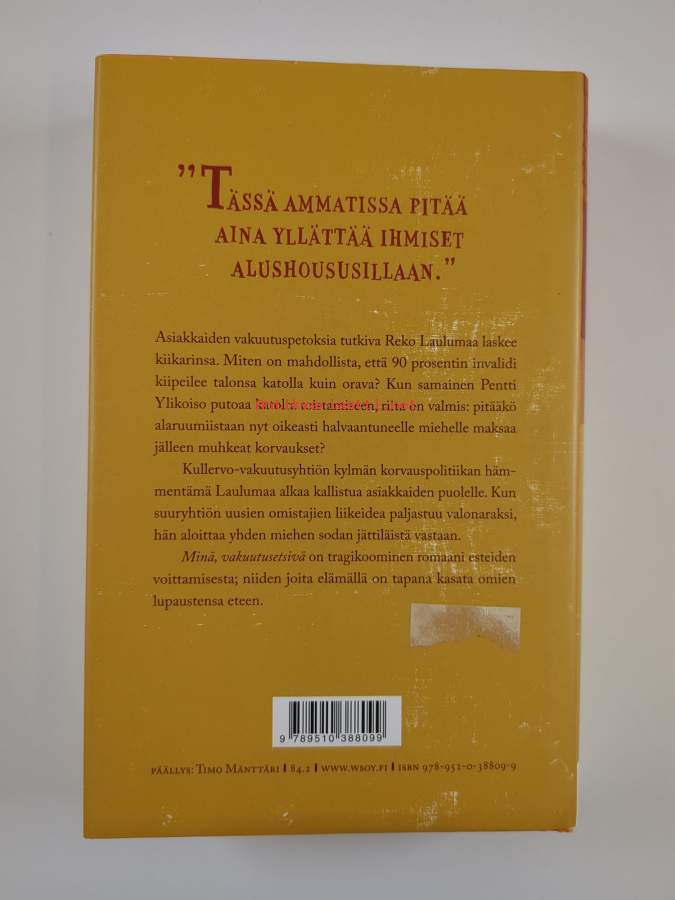 ”TÄSSÄ AMMATISSA PITÄÄ
AINA YLLÄTTÄÄ IHMISET
ALUSHOUSUSILLAAN.”
Asiakkaiden vakuutuspetoksia tutkiva Reko Laulumaa laskee
kiikarinsa. Miten on mahdollista, että 90 prosentin invalidi
kiipeilee talonsa katolla kuin orava? Kun samainen Pentti
Ylikoiso putoaa katolta toistamiseen, riita on valmis: pitääkö
alaruumiistaan nyt oikeasti halvaantuneelle miehelle maksaa
jälleen muhkeat korvaukset?
Kullervo-vakuutusyhtiön kylmän korvauspolitiikan häm-
mentämä Laulumaa alkaa kallistua asiakkaiden puolelle. Kun
suuryhtiön uusien omistajien liikeidea paljastuu valonaraksi,
hän aloittaa yhden miehen sodan jättiläistä vastaan.
Minä, vakuutusetsivä on tragikoominen romaani esteiden
voittamisesta; niiden joita elämällä on tapana kasata omien
lupaustensa eteen.
9 789510 388099
PÄÄLLYS: TIMO MÄNTTÄRI | 84.2 | WWW.WSOY.FI | ISBN 978-951-0-38809-9